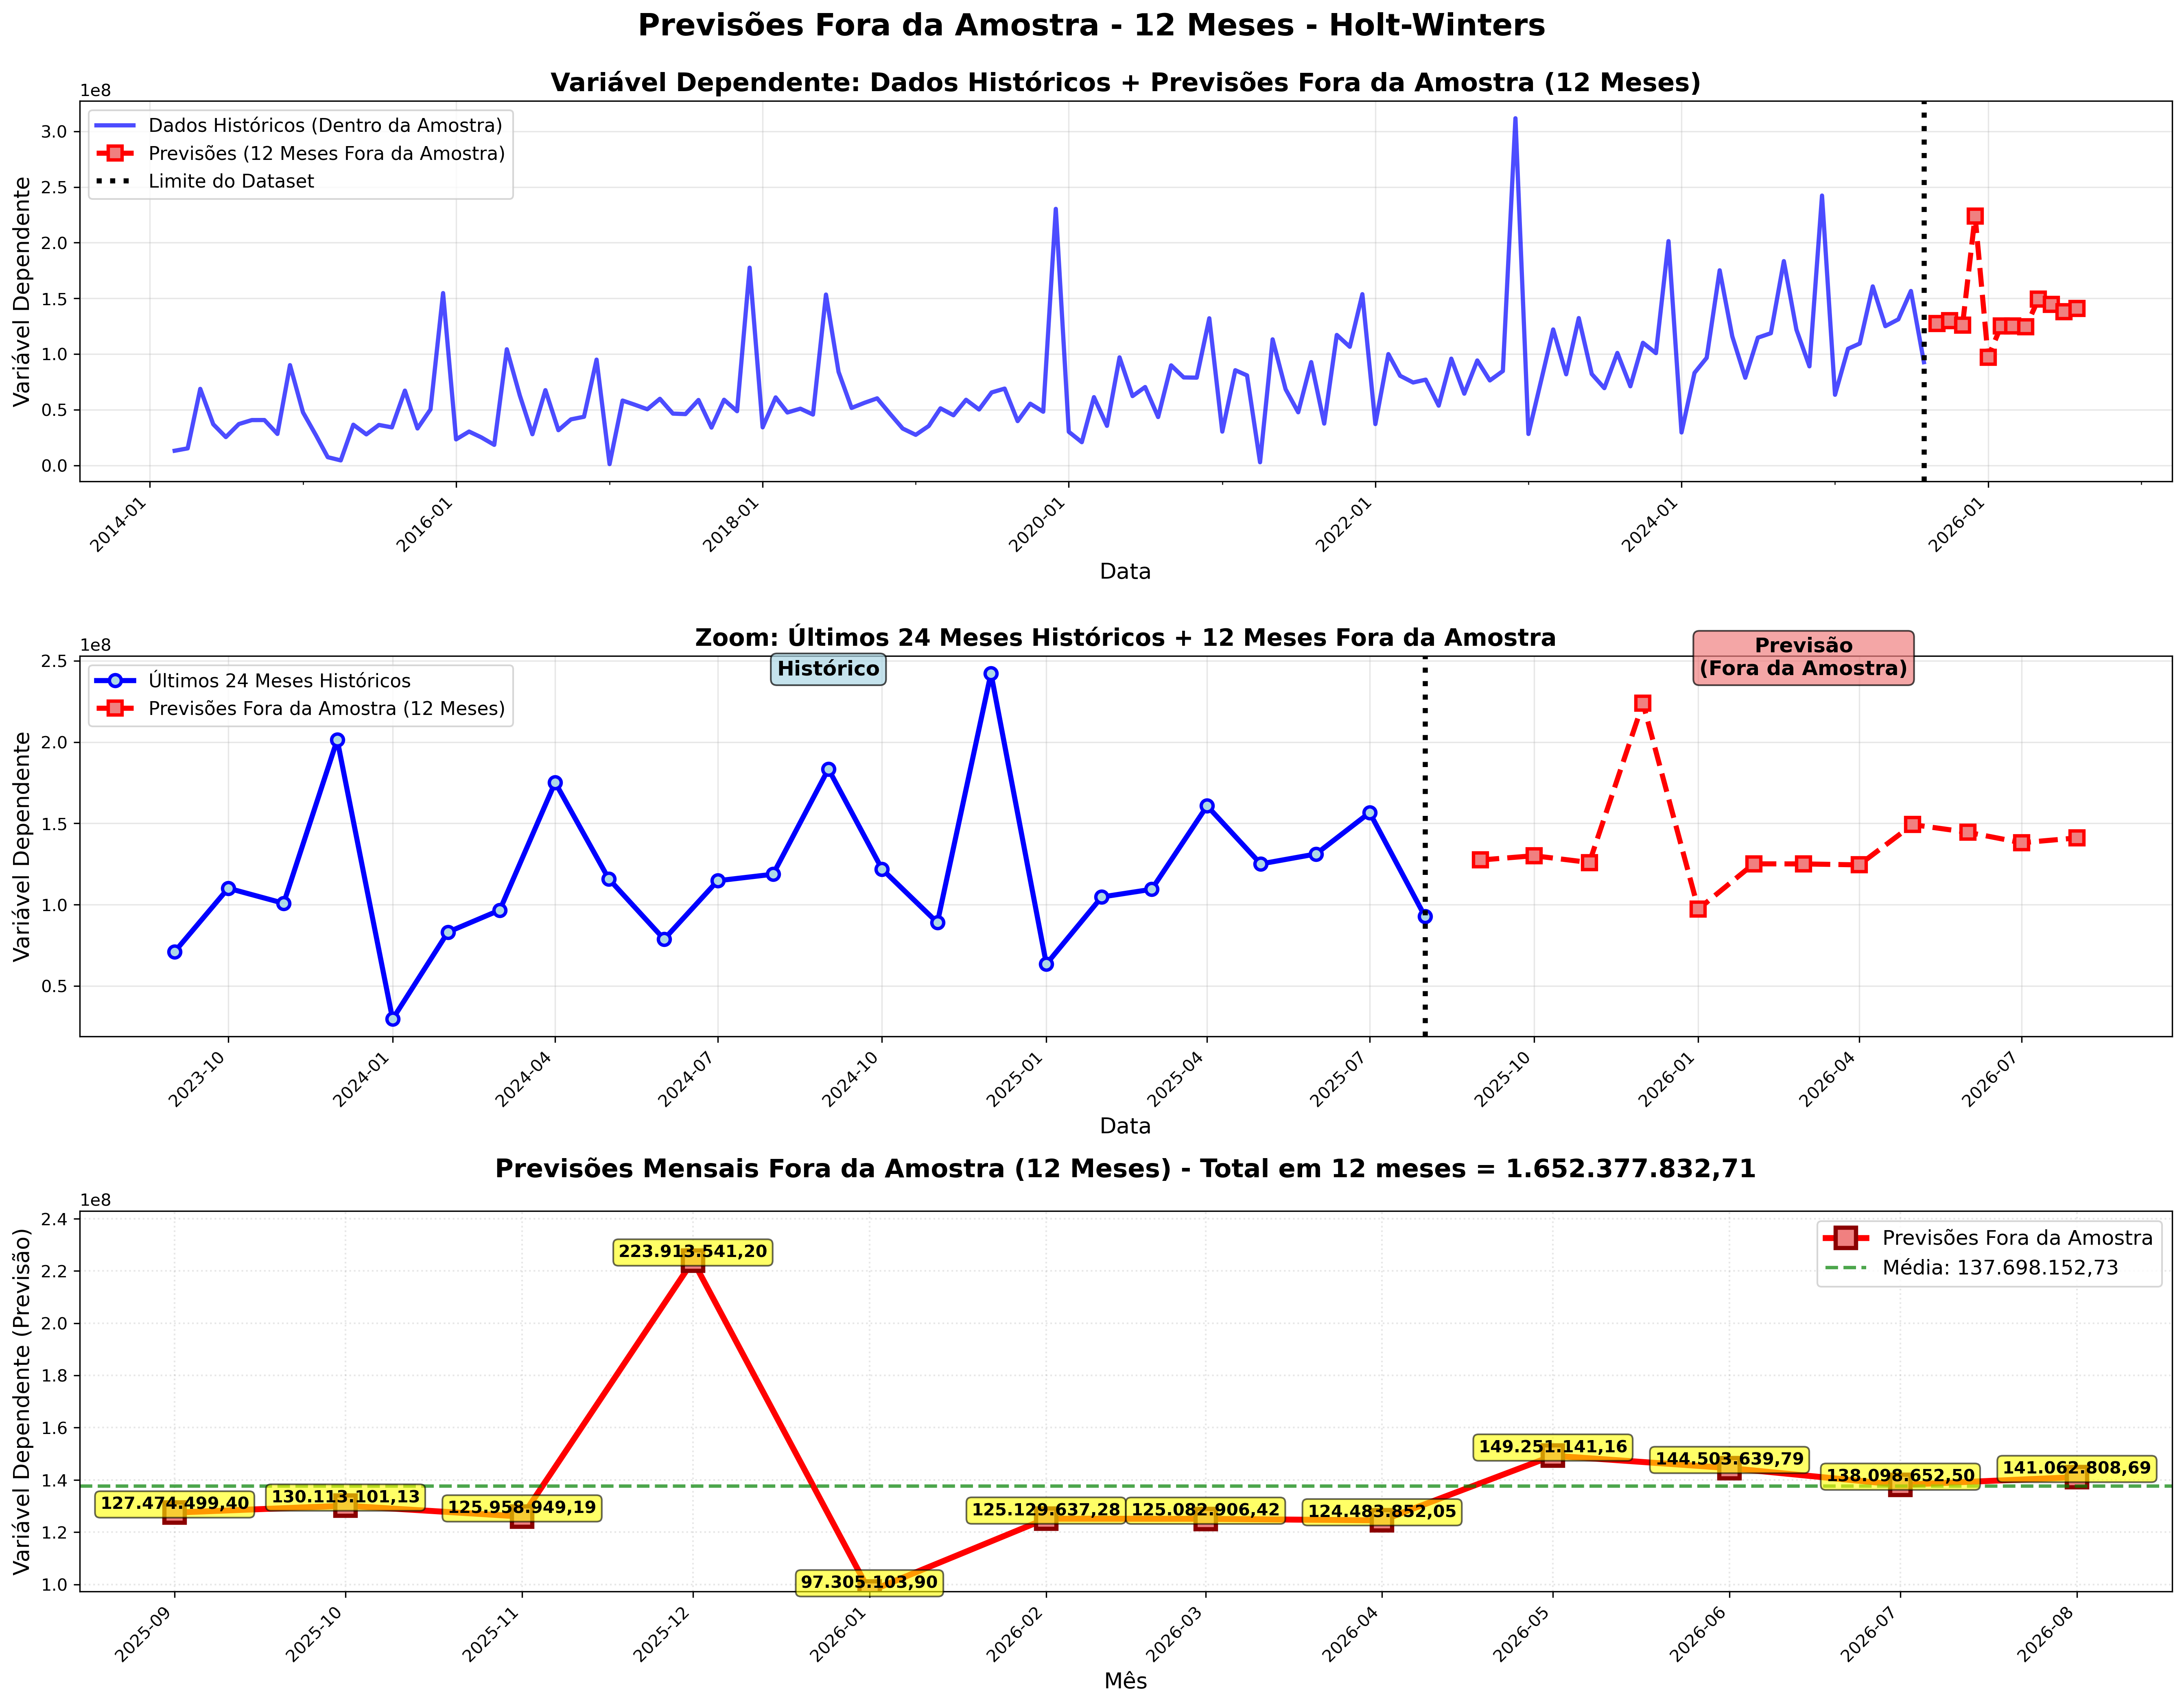 Previsões Fora da Amostra - 12 Meses - Holt-Winters
Variável Dependente: Dados Históricos + Previsões Fora da Amostra (12 Meses)
1e8
Dados Históricos (Dentro da Amostra)
Previsões (12 Meses Fora da Amostra)
Limite do Dataset
Variável Dependente
3.0
2.5
2.0
1.5
1.0
0.5
0.0
2014-01
2016-01
2018-01
2020-01
2022-01
2024-01
2026-01
Data
Zoom: Últimos 24 Meses Históricos + 12 Meses Fora da Amostra
1e8
Últimos 24 Meses Históricos
Previsões Fora da Amostra (12 Meses)
Histórico
Previsão
(Fora da Amostra)
Variável Dependente
2.5
2.0
1.5
1.0
0.5
2023-10
2024-01
2024-04
2024-07
2024-10
2025-01
2025-04
2025-07
2025-10
2026-01
2026-04
2026-07
Data
Previsões Mensais Fora da Amostra (12 Meses) - Total em 12 meses = 1.652.377.832,71
1e8
Previsões Fora da Amostra
Média: 137.698.152,73
Variável Dependente (Previsão)
2.4
2.2
2.0
1.8
1.6
1.4
1.2
1.0
127.474.499,40
130.113.101,13
125.958.949,19
223.913.541,20
97.305.103,90
125.129.637,28
125.082.906,42
124.483.852,05
149.251.141,16
144.503.639,79
138.098.652,50
141.062.808,69
2025-09
2025-10
2025-11
2025-12
2026-01
2026-02
2026-03
2026-04
2026-05
2026-06
2026-07
2026-08
Mês